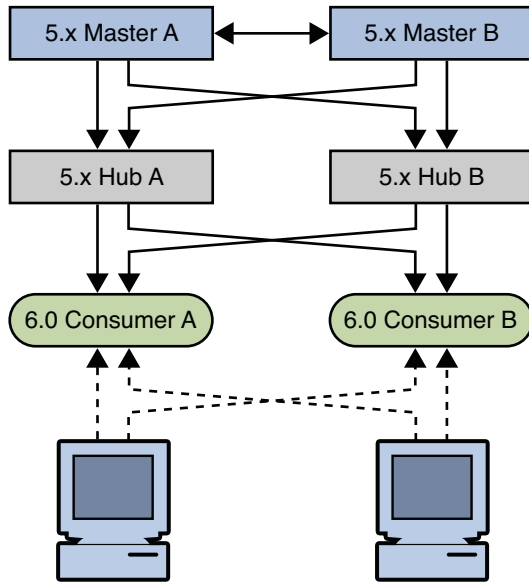 5.x Master A
5.x Master B
5.x Hub A
5.x Hub B
6.0 Consumer A
6.0 Consumer B